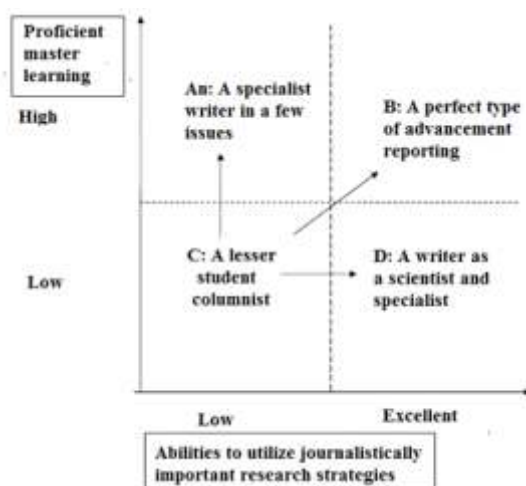 Proficient
master
learning
High
An: A specialist
writer in a few
issues
B: A perfect type
of advancement
reporting
Low
C: A lesser
student
columnist
D: A writer as
a scientist and
specialist
Low
Excellent
Abilities to utilize journalistically
important research strategies